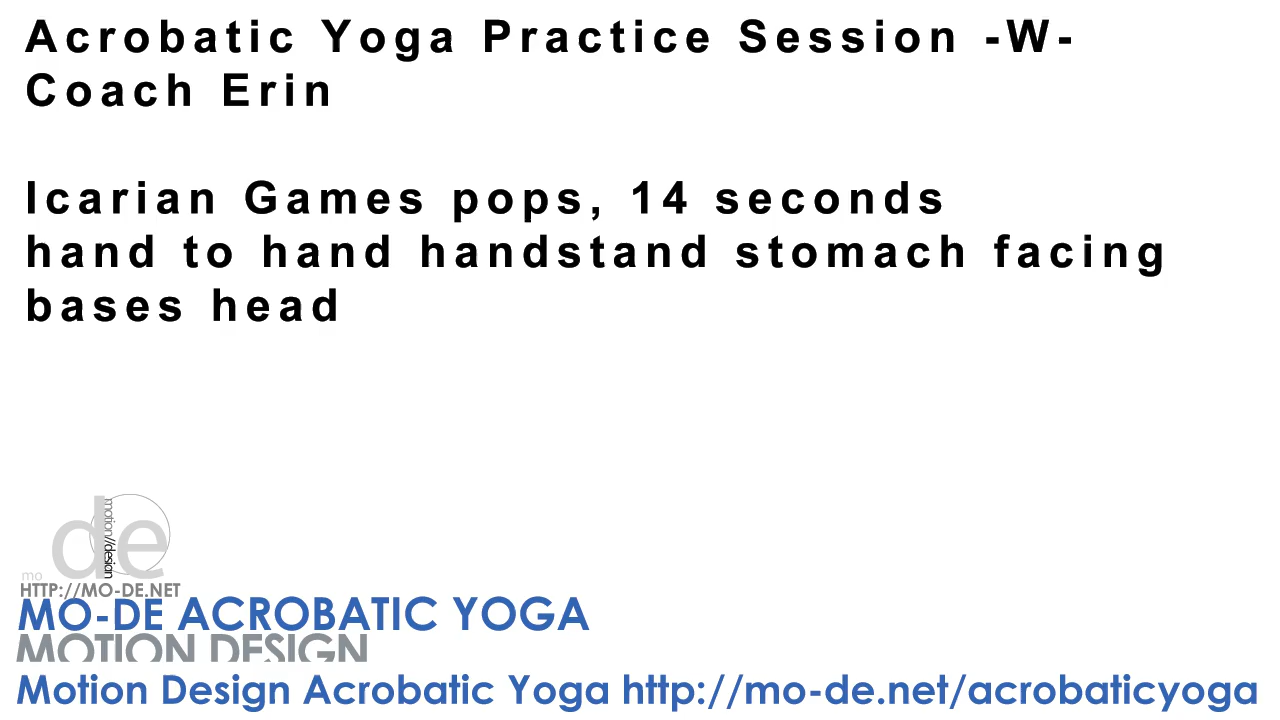 Acrobatic Yoga Practice Session -W-
Coach Erin
Icarian Games pops, 14 seconds
hand to hand handstand stomach facing
bases head
de
motion//design
mo
HTTP://MO-DE.NET
MO-DE ACROBATIC YOGA
MOTION DESIGN
Motion Design Acrobatic Yoga http://mo-de.net/acrobaticyoga